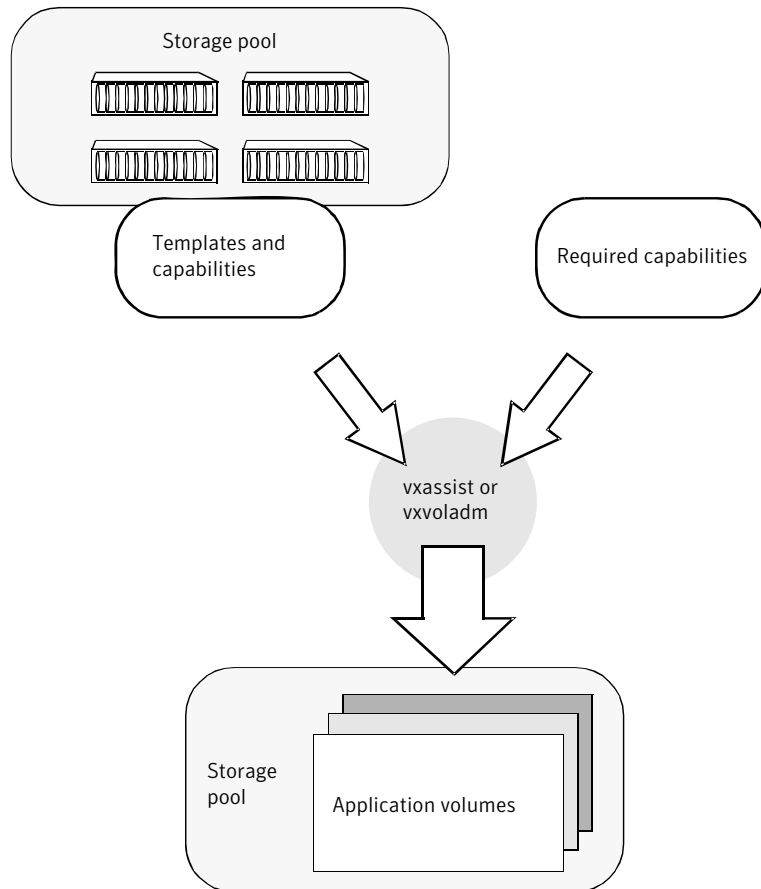 Storage pool
Templates and
capabilities
Required capabilities
vxassist or
vxvoladm
Storage
pool
Application volumes